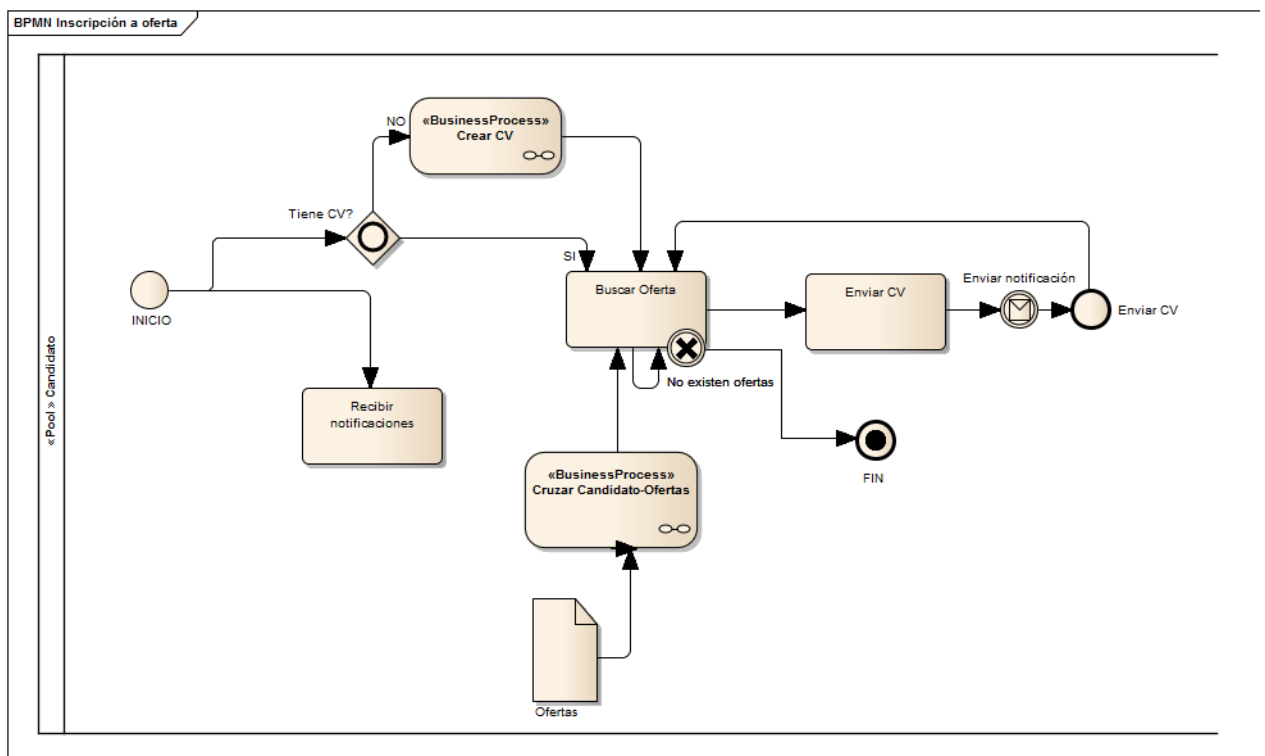 BPMN Inscripción a oferta
«Pool» Candidato
NO
«BusinessProcess»
Crear CV
Tiene CV?
SI
Buscar Oferta
Enviar CV
Enviar notificación
Enviar CV
INICIO
No existen ofertas
Recibir
notificaciones
«BusinessProcess»
Cruzar Candidato-Ofertas
FIN
Ofertas